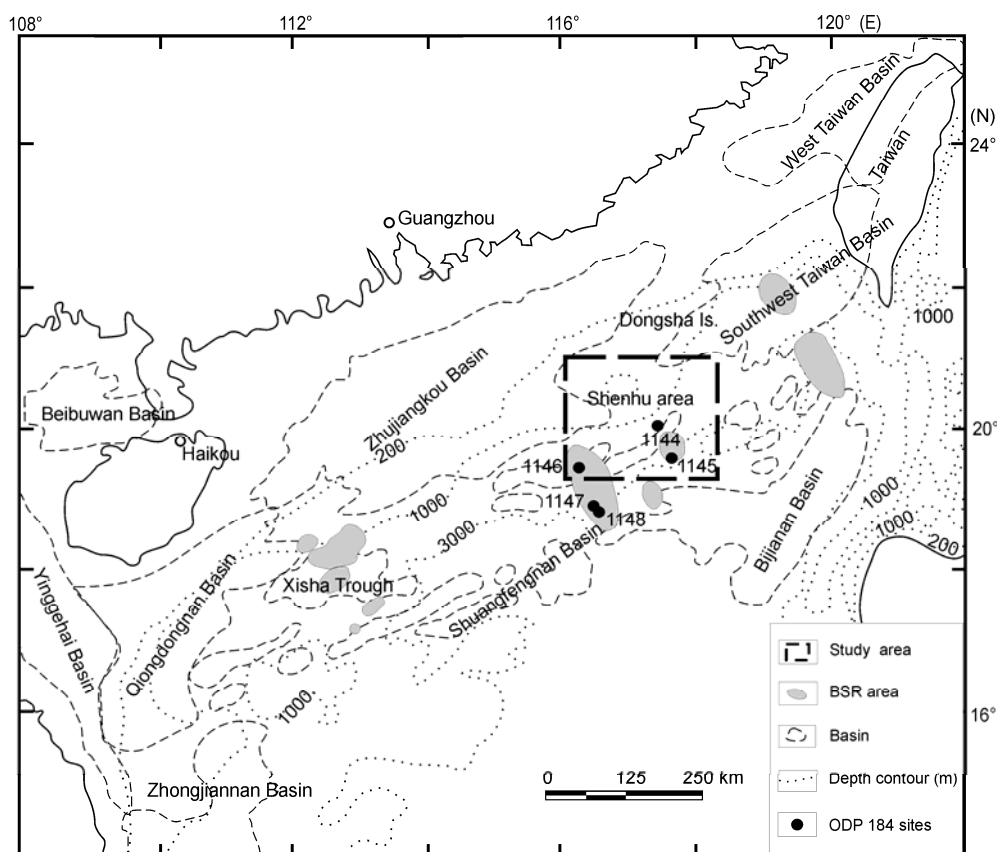 108° 112° 116° 120° (E)
(N)
24°
20°
16°
West Taiwan Basin
Taiwan
Guangzhou
Southwest Taiwan Basin
1000
Dongsha Is.
Zhujiangkou Basin
200
Shenhu area
Beibuwan Basin
Haikou
1144
1146
1145
1147
1148
1000
3000
Bijianan Basin
1000
1000
200
Xisha Trough
Shuangfengnan Basin
Yinggehai Basin
Qiongdongnan Basin
1000
Zhongjiannan Basin
0 125 250 km
Study area
BSR area
Basin
Depth contour (m)
ODP 184 sites